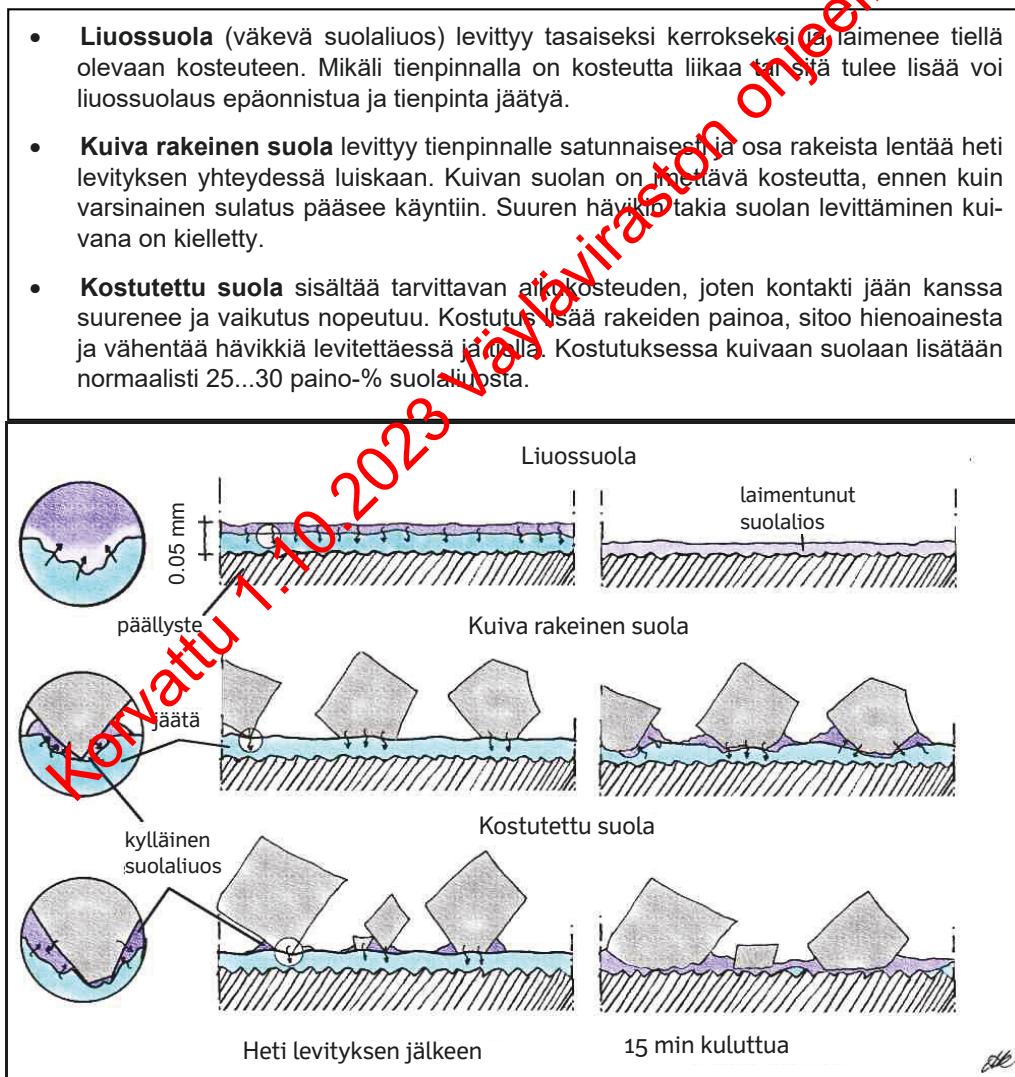 • Liuossuola (väkevä suolaliuos) levittyy tasaiseksi kerrokseksi ja laimenee tiellä
olevaan kosteuteen. Mikäli tienpinnalla on kosteutta liikaa tai sitä tulee lisää voi
liuossuolaus epäonnistua ja tienpinta jäätyä.
• Kuiva rakeinen suola levittyy tienpinnalle satunnaisesti ja osa rakeista lentää heti
levityksen yhteydessä luiskaan. Kuivan suolan on imettävä kosteutta, ennen kuin
varsinainen sulatus pääsee käyntiin. Suuren hävikin takia suolan levittäminen kui-
vana on kielletty.
• Kostutettu suola sisältää tarvittavan alkukosteuden, joten kontakti jään kanssa
suurenee ja vaikutus nopeutuu. Kostutus lisää rakeiden painoa, sitoo hienoainesta
ja vähentää hävikkiä levitettäessä ja tiellä. Kostutuksessa kuivaan suolaan lisätään
normaalisti 25...30 paino-% suolaliuosta.
Korvattu 1.10.2023 Väyläviraston
Liuossuola
0.05 mm
laimentunut
suolalios
päällyste
Kuiva rakeinen suola
jäätä
Kostutettu suola
kylläinen
suolaliuos
Heti levityksen jälkeen
15 min kuluttua